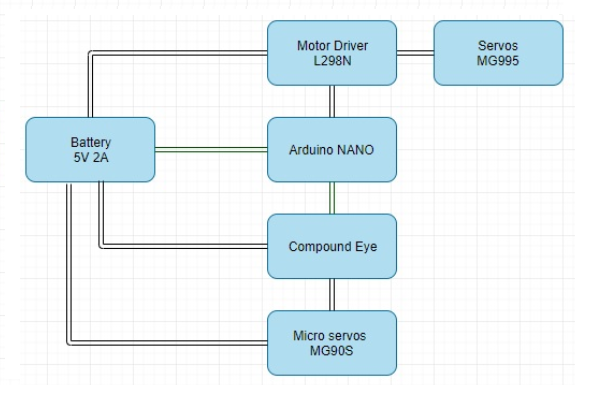 Motor Driver
L298N
Servos
MG995
Battery
5V 2A
Arduino NANO
Compound Eye
Micro servos
MG90S